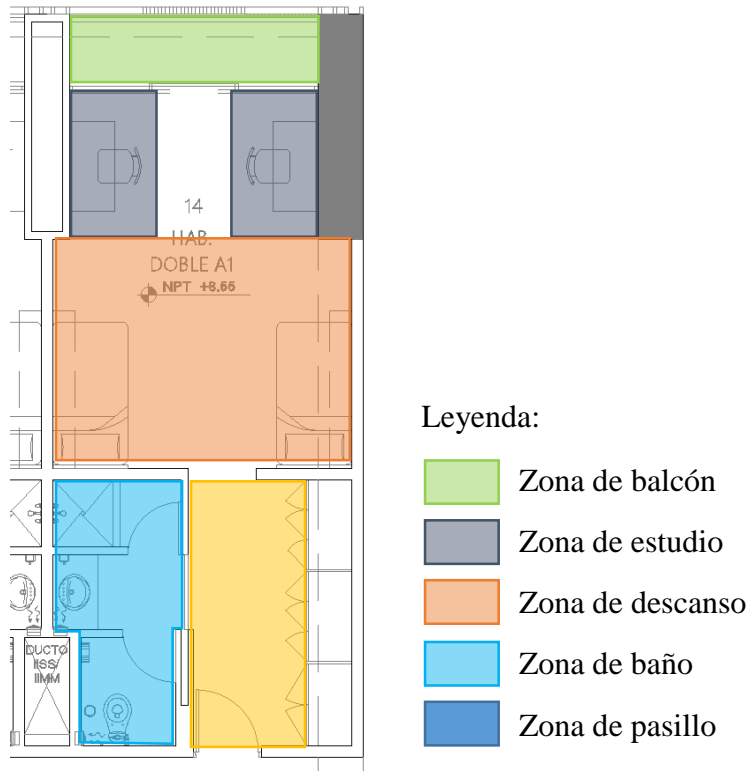 14
HAB.
DOBLE A1
NPT +8.55
DUCTO
IISS/
IIMM
Leyenda:
Zona de balcón
Zona de estudio
Zona de descanso
Zona de baño
Zona de pasillo